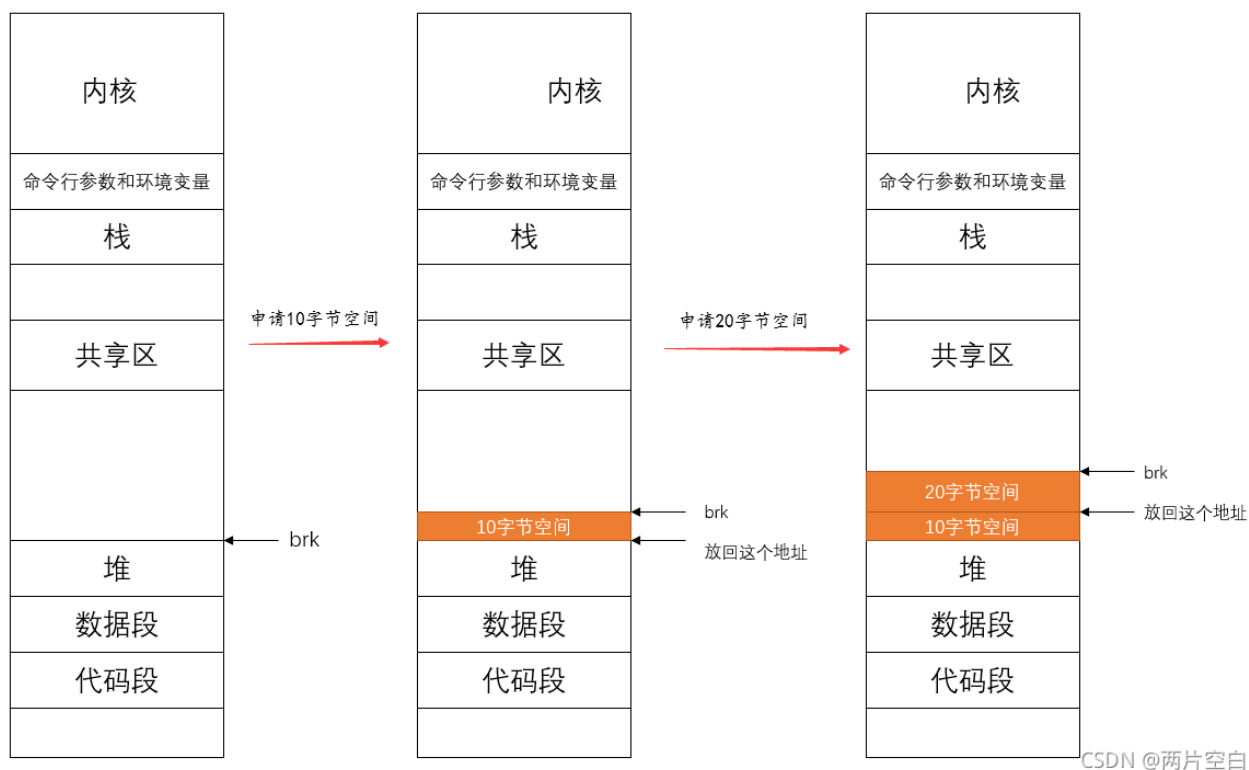 内核
命令行参数和环境变量
栈
共享区
brk
堆
数据段
代码段
申请10字节空间
内核
命令行参数和环境变量
栈
共享区
10字节空间
brk
放回这个地址
堆
数据段
代码段
申请20字节空间
内核
命令行参数和环境变量
栈
共享区
brk
20字节空间
放回这个地址
10字节空间
堆
数据段
代码段
CSDN @两片空白